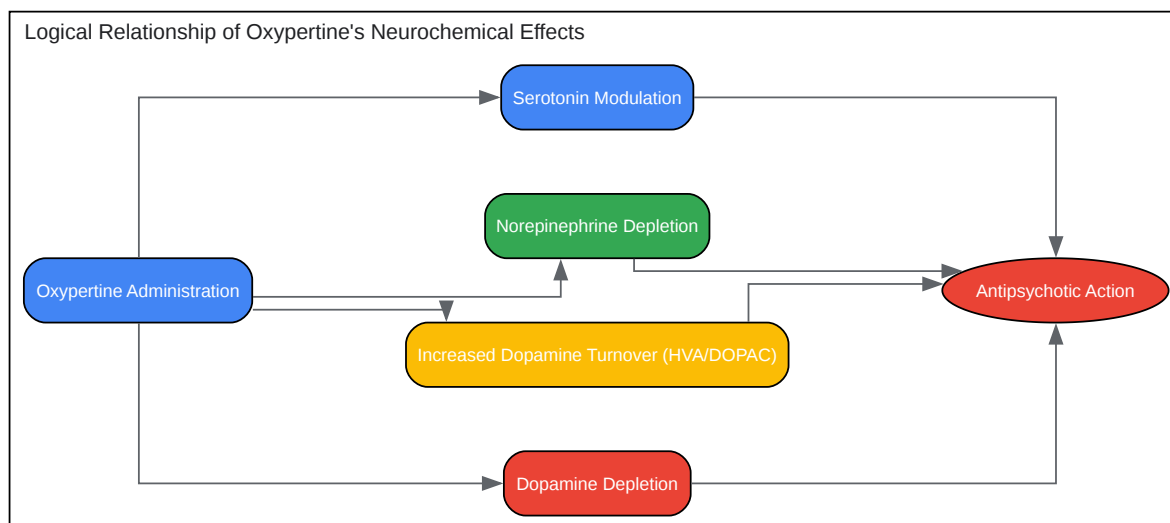 Logical Relationship of Oxypertine's Neurochemical Effects
Serotonin Modulation
Norepinephrine Depletion
Oxypertine Administration
Antipsychotic Action
Increased Dopamine Turnover (HVA/DOPAC)
Dopamine Depletion